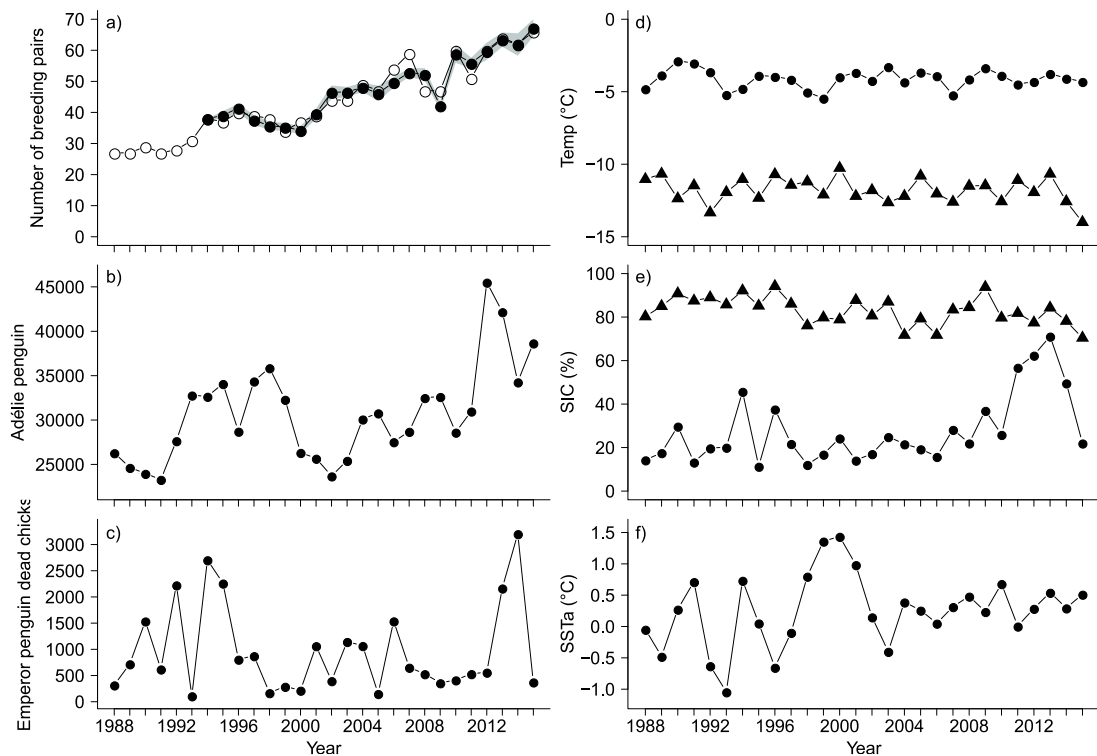 a)
Number of breeding pairs
70
60
50
40
30
20
10
0
b)
Adélie penguin
45000
40000
35000
30000
25000
c)
Emperor penguin dead chicks
3000
2500
2000
1500
1000
500
0
1988 1992 1996 2000 2004 2008 2012
Year
d)
Temp (°C)
0
−5
−10
−15
e)
SIC (%)
100
80
60
40
20
0
f)
SSTa (°C)
1.5
1.0
0.5
0.0
−0.5
−1.0
1988 1992 1996 2000 2004 2008 2012
Year